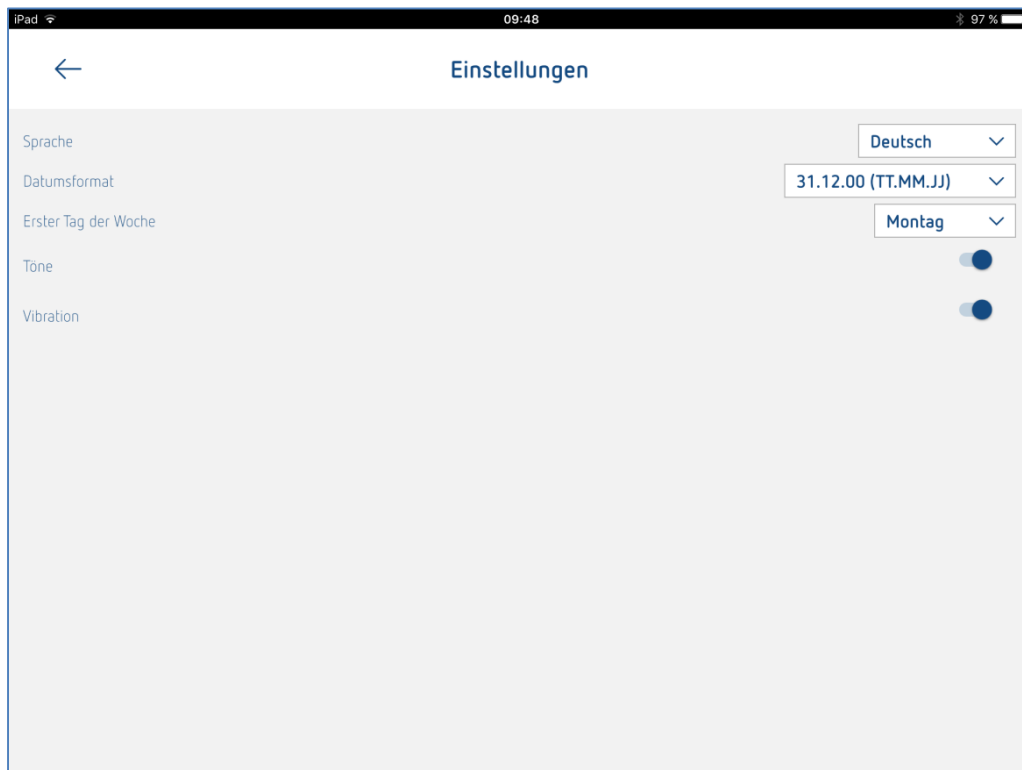 iPad 09:48 97 %
Einstellungen
Sprache Deutsch
Datumsformat 31.12.00 (TT.MM.JJ)
Erster Tag der Woche Montag
Töne
Vibration